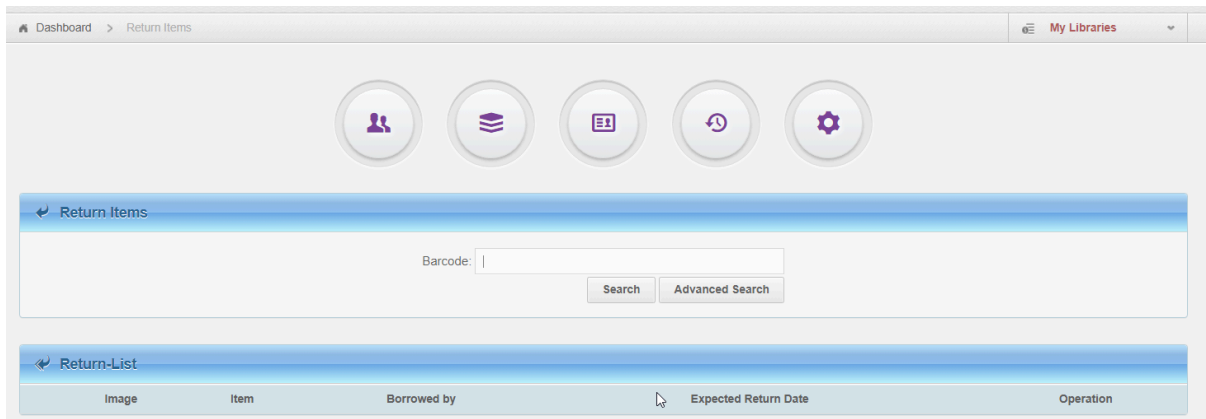 Dashboard > Return Items My Libraries
Return Items
Barcode:
Search Advanced Search
Return-List
Image Item Borrowed by Expected Return Date Operation